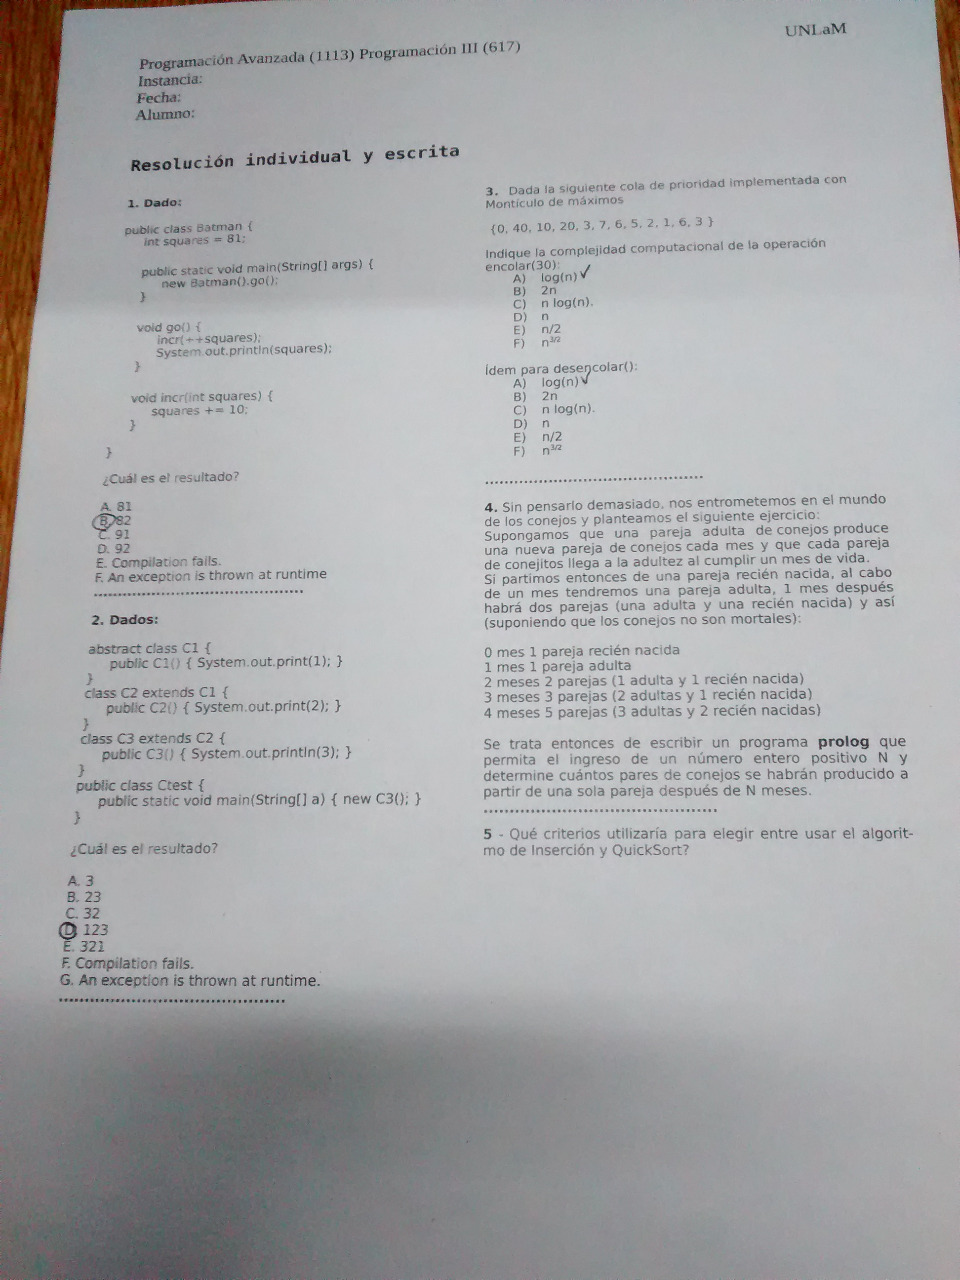 UNLaM
Programación Avanzada (1113) Programación III (617)
Instancia:
Fecha:
Alumno:
Resolución individual y escrita
1. Dado:
public class Batman {
int squares = 81;
public static void main(String[] args) {
new Batman().go();
}
void go() {
incr(++squares);
System.out.println(squares);
}
void incr(int squares) {
squares += 10;
}
}
¿Cuál es el resultado?
A. 81
B. 82
C. 91
D. 92
E. Compilation fails.
F. An exception is thrown at runtime
2. Dados:
abstract class C1 {
public C1() { System.out.print(1); }
}
class C2 extends C1 {
public C2() { System.out.print(2); }
}
class C3 extends C2 {
public C3() { System.out.println(3); }
}
public class Ctest {
public static void main(String[] a) { new C3(); }
}
¿Cuál es el resultado?
A. 3
B. 23
C. 32
D. 123
E. 321
F. Compilation fails.
G. An exception is thrown at runtime.
3. Dada la siguiente cola de prioridad implementada con
Montículo de máximos
{0, 40, 10, 20, 3, 7, 6, 5, 2, 1, 6, 3 }
Indique la complejidad computacional de la operación
encolar(30):
A) log(n) ✓
B) 2n
C) n log(n).
D) n
E) n/2
F) n3/2
Ídem para desencolar():
A) log(n) ✓
B) 2n
C) n log(n).
D) n
E) n/2
F) n3/2
4. Sin pensarlo demasiado, nos entrometemos en el mundo
de los conejos y planteamos el siguiente ejercicio:
Supongamos que una pareja adulta de conejos produce
una nueva pareja de conejos cada mes y que cada pareja
de conejitos llega a la adultez al cumplir un mes de vida.
Si partimos entonces de una pareja recién nacida, al cabo
de un mes tendremos una pareja adulta, 1 mes después
habrá dos parejas (una adulta y una recién nacida) y así
(suponiendo que los conejos no son mortales):
0 mes 1 pareja recién nacida
1 mes 1 pareja adulta
2 meses 2 parejas (1 adulta y 1 recién nacida)
3 meses 3 parejas (2 adultas y 1 recién nacida)
4 meses 5 parejas (3 adultas y 2 recién nacidas)
Se trata entonces de escribir un programa prolog que
permita el ingreso de un número entero positivo N y
determine cuántos pares de conejos se habrán producido a
partir de una sola pareja después de N meses.
5 - Qué criterios utilizaría para elegir entre usar el algorit-
mo de Inserción y QuickSort?